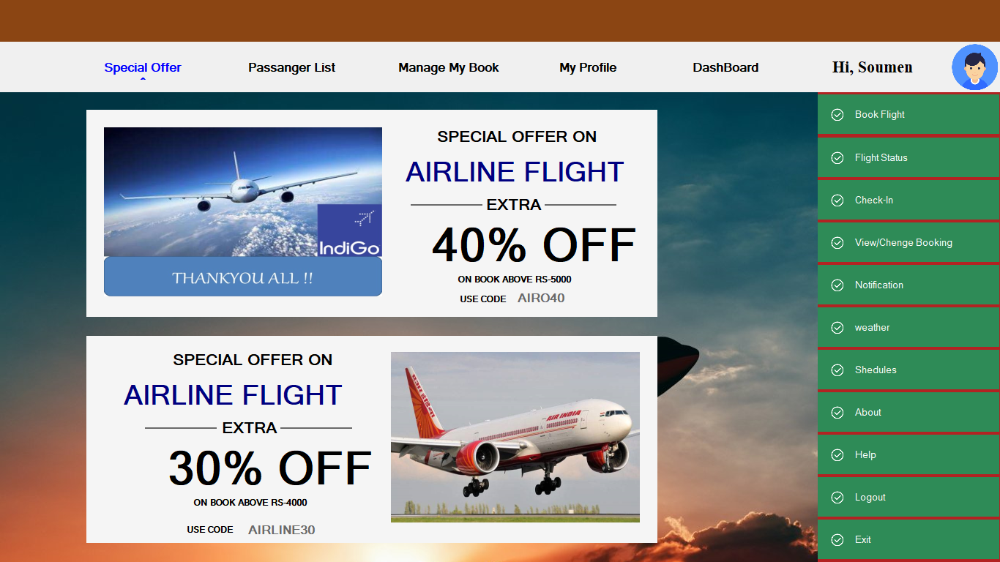 Special Offer
Passanger List
Manage My Book
My Profile
DashBoard
Hi, Soumen
SPECIAL OFFER ON
AIRLINE FLIGHT
EXTRA
40% OFF
ON BOOK ABOVE RS-5000
USE CODE AIRO40
IndiGo
THANKYOU ALL !!
SPECIAL OFFER ON
AIRLINE FLIGHT
EXTRA
30% OFF
ON BOOK ABOVE RS-4000
USE CODE AIRLINE30
AIR INDIA
Book Flight
Flight Status
Check-In
View/Chenge Booking
Notification
weather
Shedules
About
Help
Logout
Exit